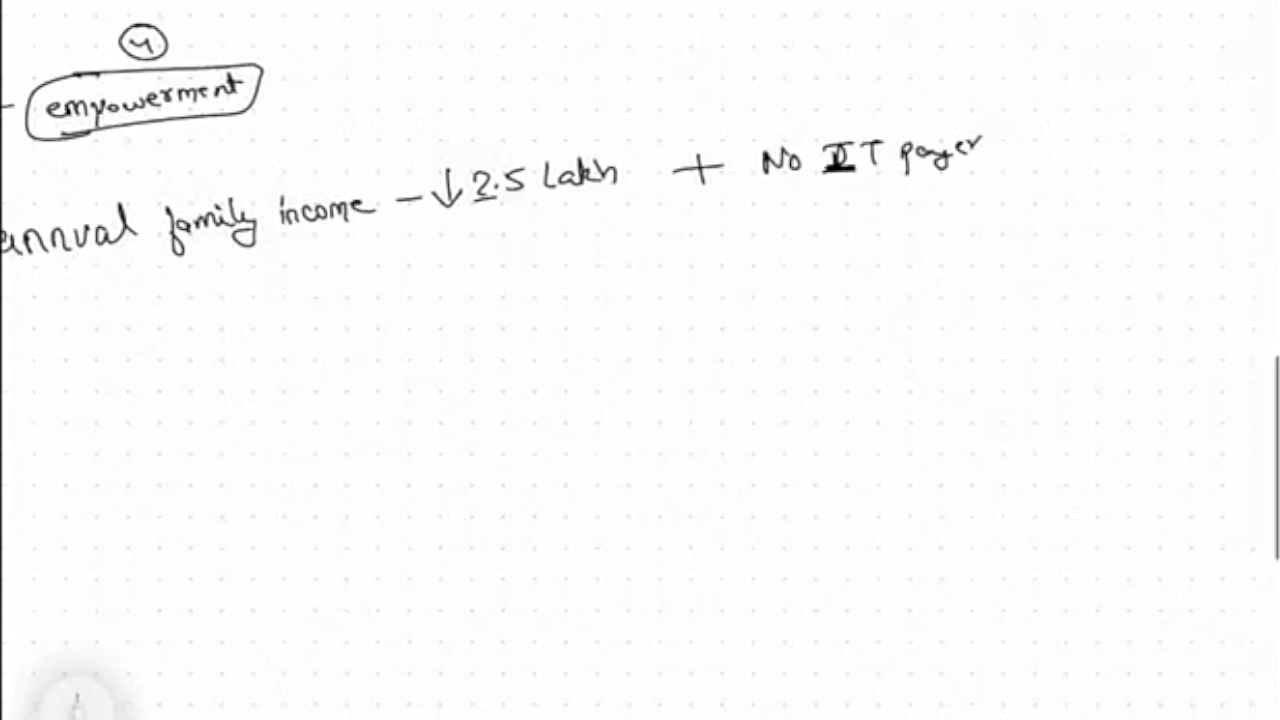 4
- empowerment
annual family income - ↓ 2.5 Lakh + No IT payer